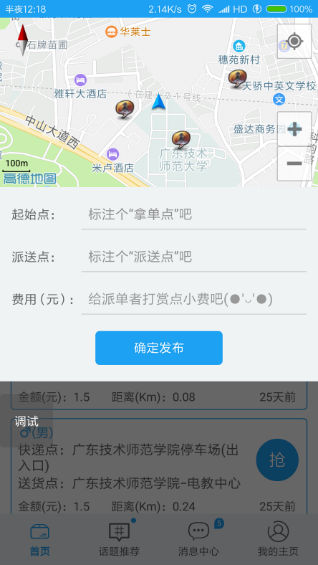 半夜12:18
2.14K/s
HD
100%
石牌苗圃
华莱士
穗苑新村
天骄中英文学校
雅轩大酒店
盛达商务园
中山大道西
米卢酒店
广东技术
师范大学
100m
高德地图
起始点： 标注个“拿单点”吧
派送点： 标注个“派送点”吧
费用(元)： 给派单者打赏点小费吧(●'◡'●)
确定发布
金额(元)： 1.5 距离(Km)： 0.08 25天前
调试
(男)
快递点： 广东技术师范学院停车场(出
入口)
送货点： 广东技术师范学院-电教中心
抢
金额(元)： 1.5 距离(Km)： 0.24 25天前
5
首页 话题推荐 消息中心 我的主页